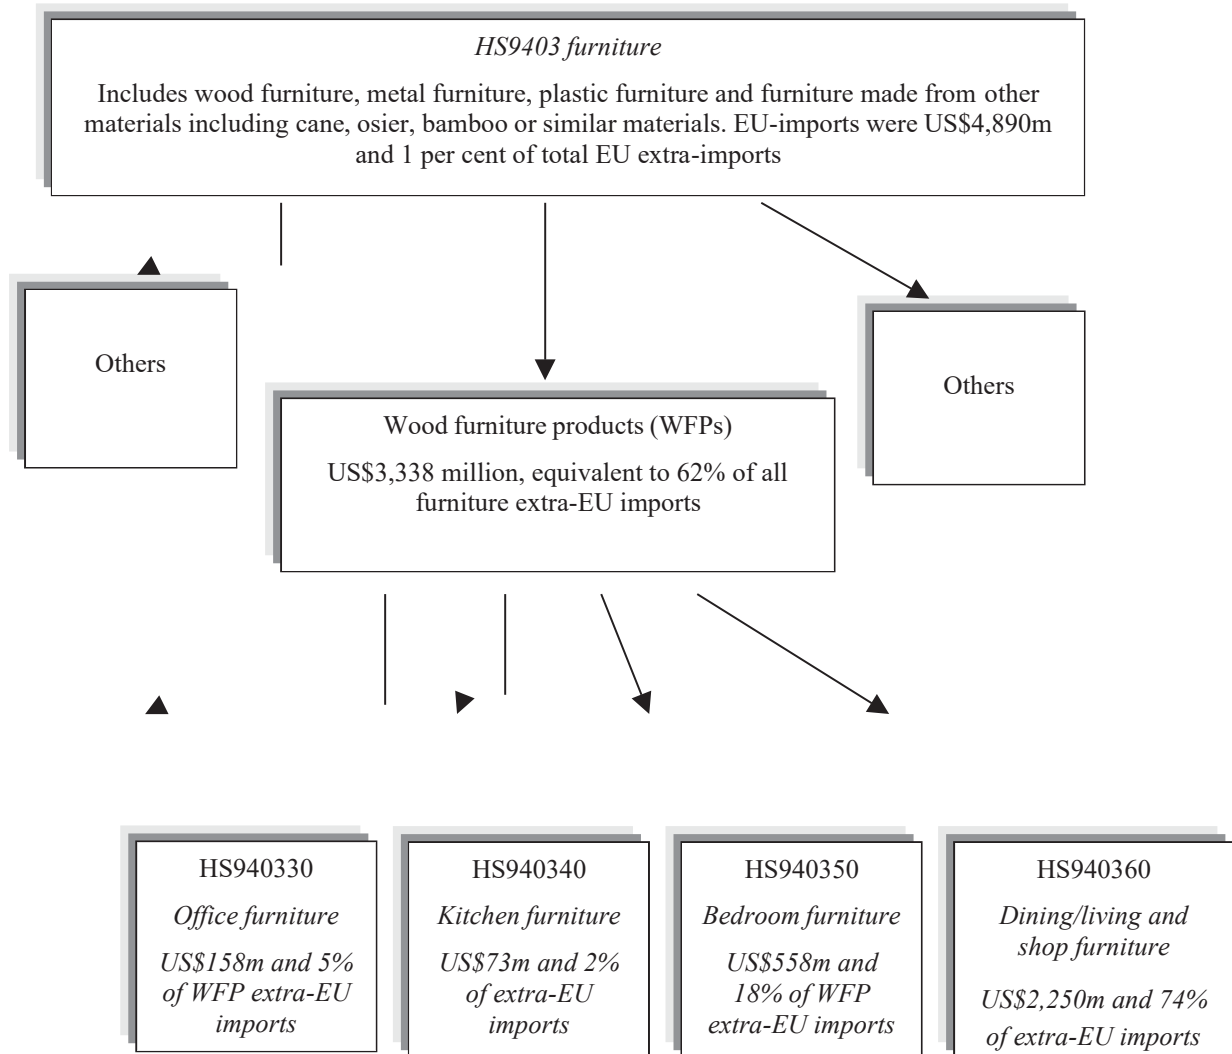 HS9403 furniture
Includes wood furniture, metal furniture, plastic furniture and furniture made from other
materials including cane, osier, bamboo or similar materials. EU-imports were US$4,890m
and 1 per cent of total EU extra-imports
Others
Others
Wood furniture products (WFPs)
US$3,338 million, equivalent to 62% of all
furniture extra-EU imports
HS940330
Office furniture
US$158m and 5%
of WFP extra-EU
imports
HS940340
Kitchen furniture
US$73m and 2%
of extra-EU
imports
HS940350
Bedroom furniture
US$558m and
18% of WFP
extra-EU imports
HS940360
Dining/living and
shop furniture
US$2,250m and 74%
of extra-EU imports